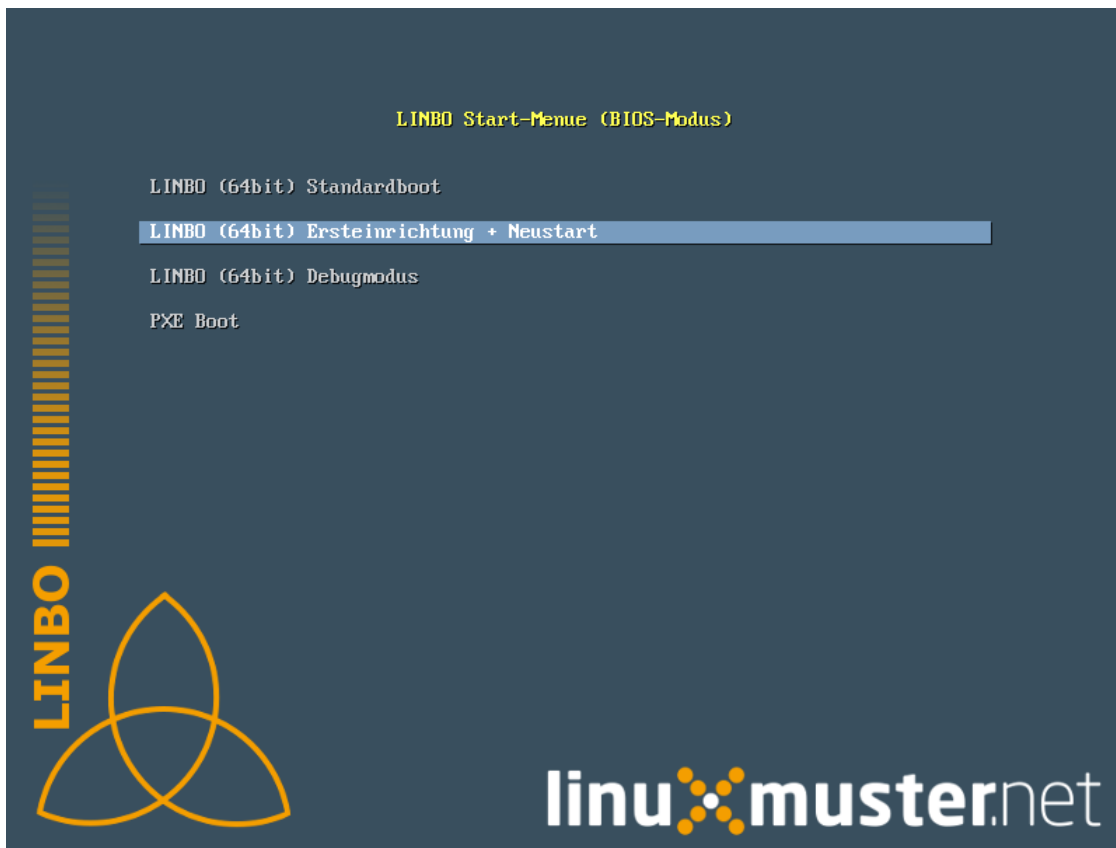 LINBO Start-Menue (BIOS-Modus)
LINBO (64bit) Standardboot
LINBO (64bit) Ersteinrichtung + Neustart
LINBO (64bit) Debugmodus
PXE Boot
LINBO
linuxmuster.net